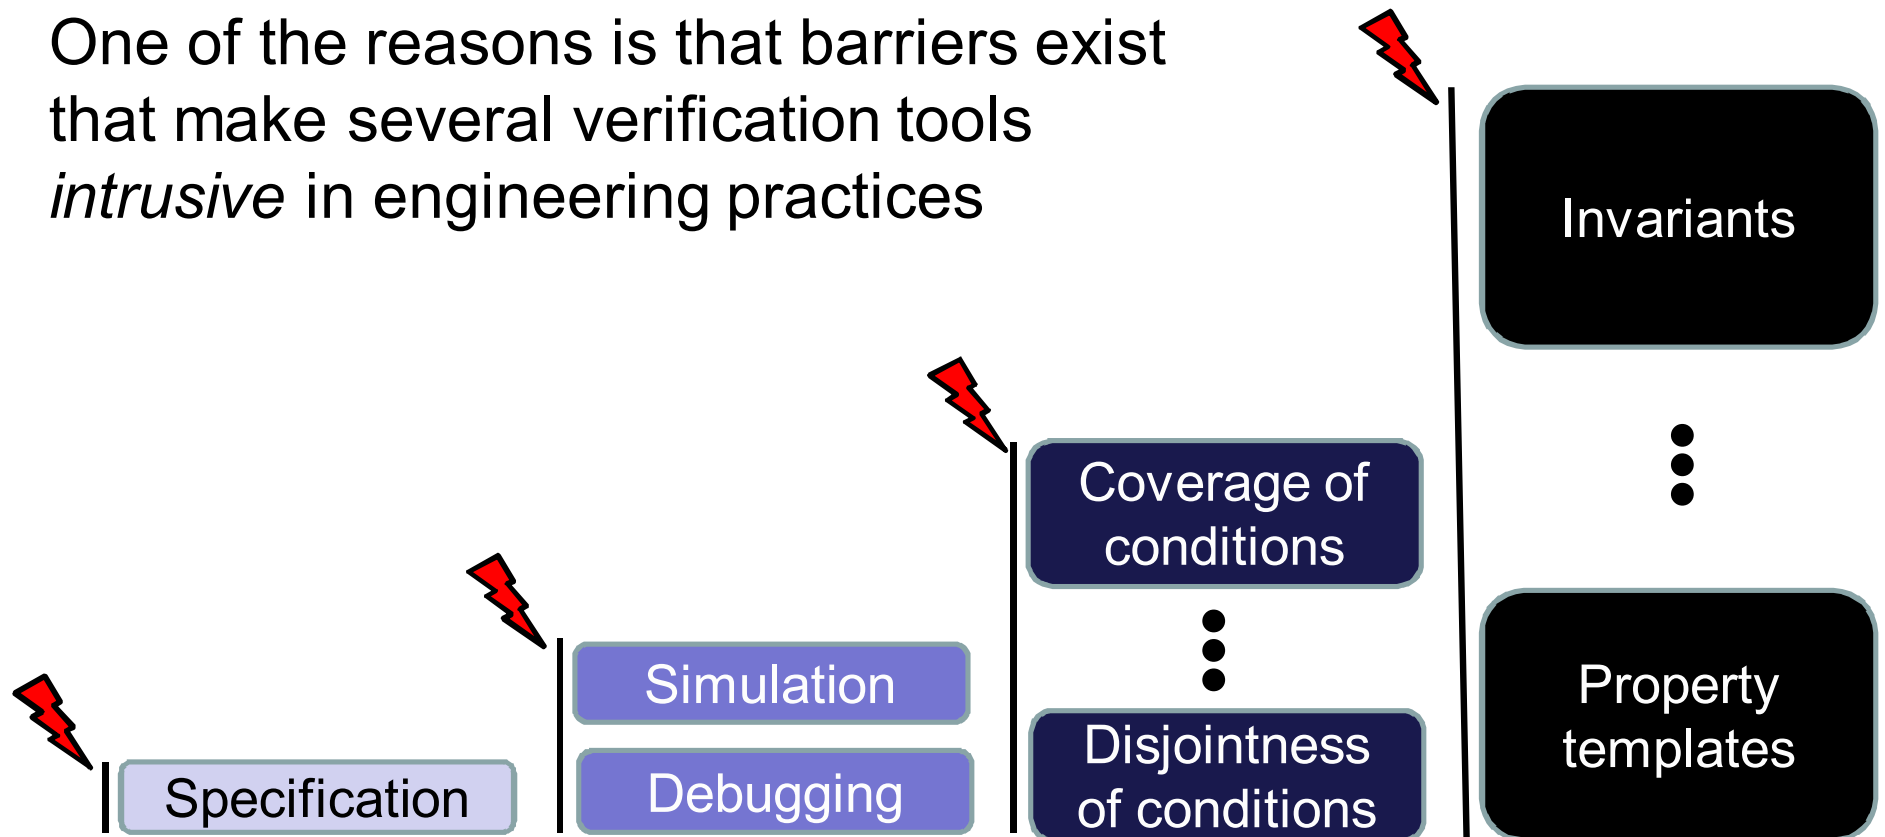 One of the reasons is that barriers exist
that make several verification tools
intrusive in engineering practices
Specification
Simulation
Debugging
Coverage of
conditions
Disjointness
of conditions
Invariants
Property
templates